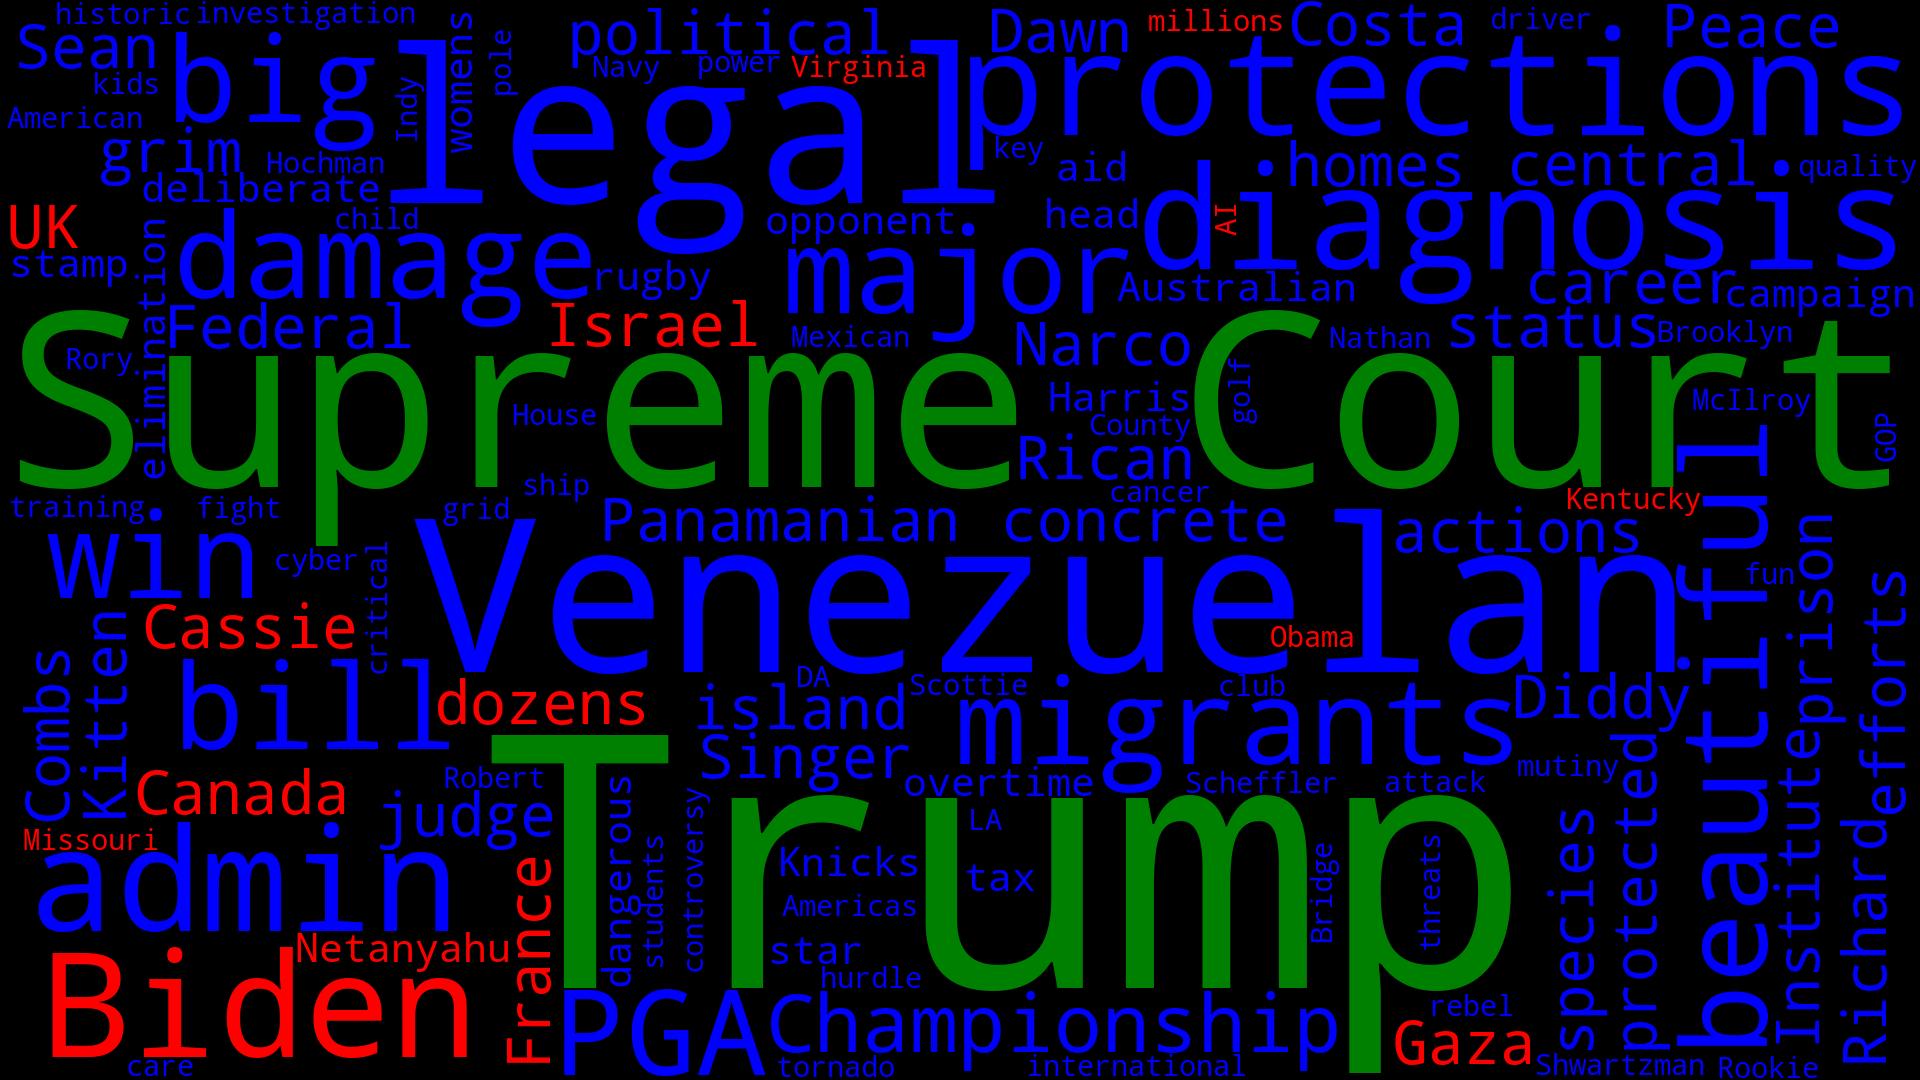 historic investigation
Sean
kids
American
big
legal
Indy
womens
pole
political
Navy
power
Virginia
Dawn
millions
Costa
driver
Peace
protections
grim
Hochman
deliberate
child
key
aid
homes
central
quality
UK
stamp
elimination
damage
rugby
opponent
major
head
AI
diagnosis
Australian
career
campaign
Federal
Israel
Mexican
Narco
Nathan
status
Brooklyn
Supreme Court
Rory
House
Harris
County
golf
McIlroy
GOP
Rican
cancer
ship
training
fight
grid
Kentucky
Panamanian
concrete
actions
win
cyber
critical
Venezuelan
Obama
beautiful
fun
prison
efforts
Cassie
Kitten
Combs
bill
dozens
DA
island
Scottie
club
migrants
Diddy
Singer
Canada
Robert
judge
overtime
Scheffler
attack
mutiny
Missouri
admin
Trump
dangerous
students
controversy
LA
Knicks
tax
Americas
star
hurdle
Bridge
threats
species
protected
Institute
Richard
Biden
Netanyahu
France
care
PGA
Championship
tornado
international
rebel
Gaza
Shwartzman
Rookie